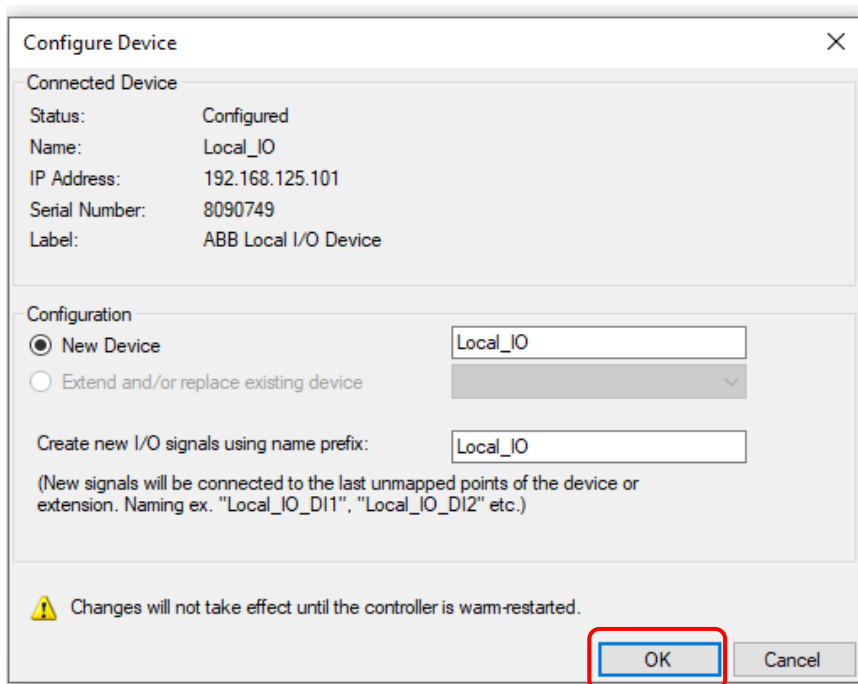 Configure Device
Connected Device
Status: Configured
Name: Local_IO
IP Address: 192.168.125.101
Serial Number: 8090749
Label: ABB Local I/O Device
Configuration
New Device Local_IO
Extend and/or replace existing device
Create new I/O signals using name prefix: Local_IO
(New signals will be connected to the last unmapped points of the device or
extension. Naming ex. "Local_IO_DI1", "Local_IO_DI2" etc.)
Changes will not take effect until the controller is warm-restarted.
OK Cancel